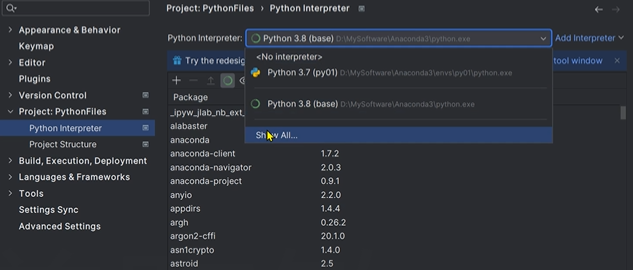 Project: PythonFiles > Python Interpreter
Appearance & Behavior
Keymap
Editor
Plugins
Version Control
Project: PythonFiles
Python Interpreter
Project Structure
Build, Execution, Deployment
Languages & Frameworks
Tools
Settings Sync
Advanced Settings
Python Interpreter: Python 3.8 (base) D:\MySoftware\Anaconda3\python.exe Add Interpreter
<No interpreter>
Try the redesig tool window
Python 3.7 (py01) D:\MySoftware\Anaconda3\envs\py01\python.exe
Python 3.8 (base) D:\MySoftware\Anaconda3\python.exe
Show All...
Package
_ipyw_jlab_nb_ext_
alabaster
anaconda
anaconda-client 1.7.2
anaconda-navigator 2.0.3
anaconda-project 0.9.1
anyio 2.2.0
appdirs 1.4.4
argh 0.26.2
argon2-cffi 20.1.0
asn1crypto 1.4.0
astroid 2.5